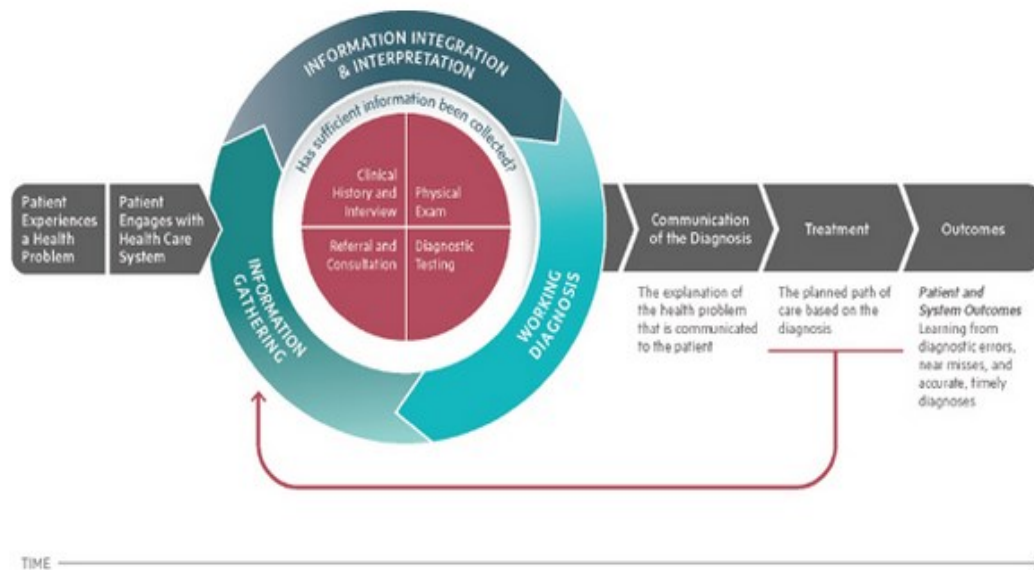 INFORMATION INTEGRATION
& INTERPRETATION
Has sufficient information been collected?
Clinical
History and
Interview
Physical
Exam
Referral and
Consultation
Diagnostic
Testing
INFORMATION
GATHERING
WORKING
DIAGNOSIS
Patient
Experiences
a Health
Problem
Patient
Engages with
Health Care
System
Communication
of the Diagnosis
Treatment
Outcomes
The explanation of
the health problem
that is communicated
to the patient
The planned path of
care based on the
diagnosis
Patient and
System Outcomes
Learning from
diagnostic errors,
near misses, and
accurate, timely
diagnoses
TIME